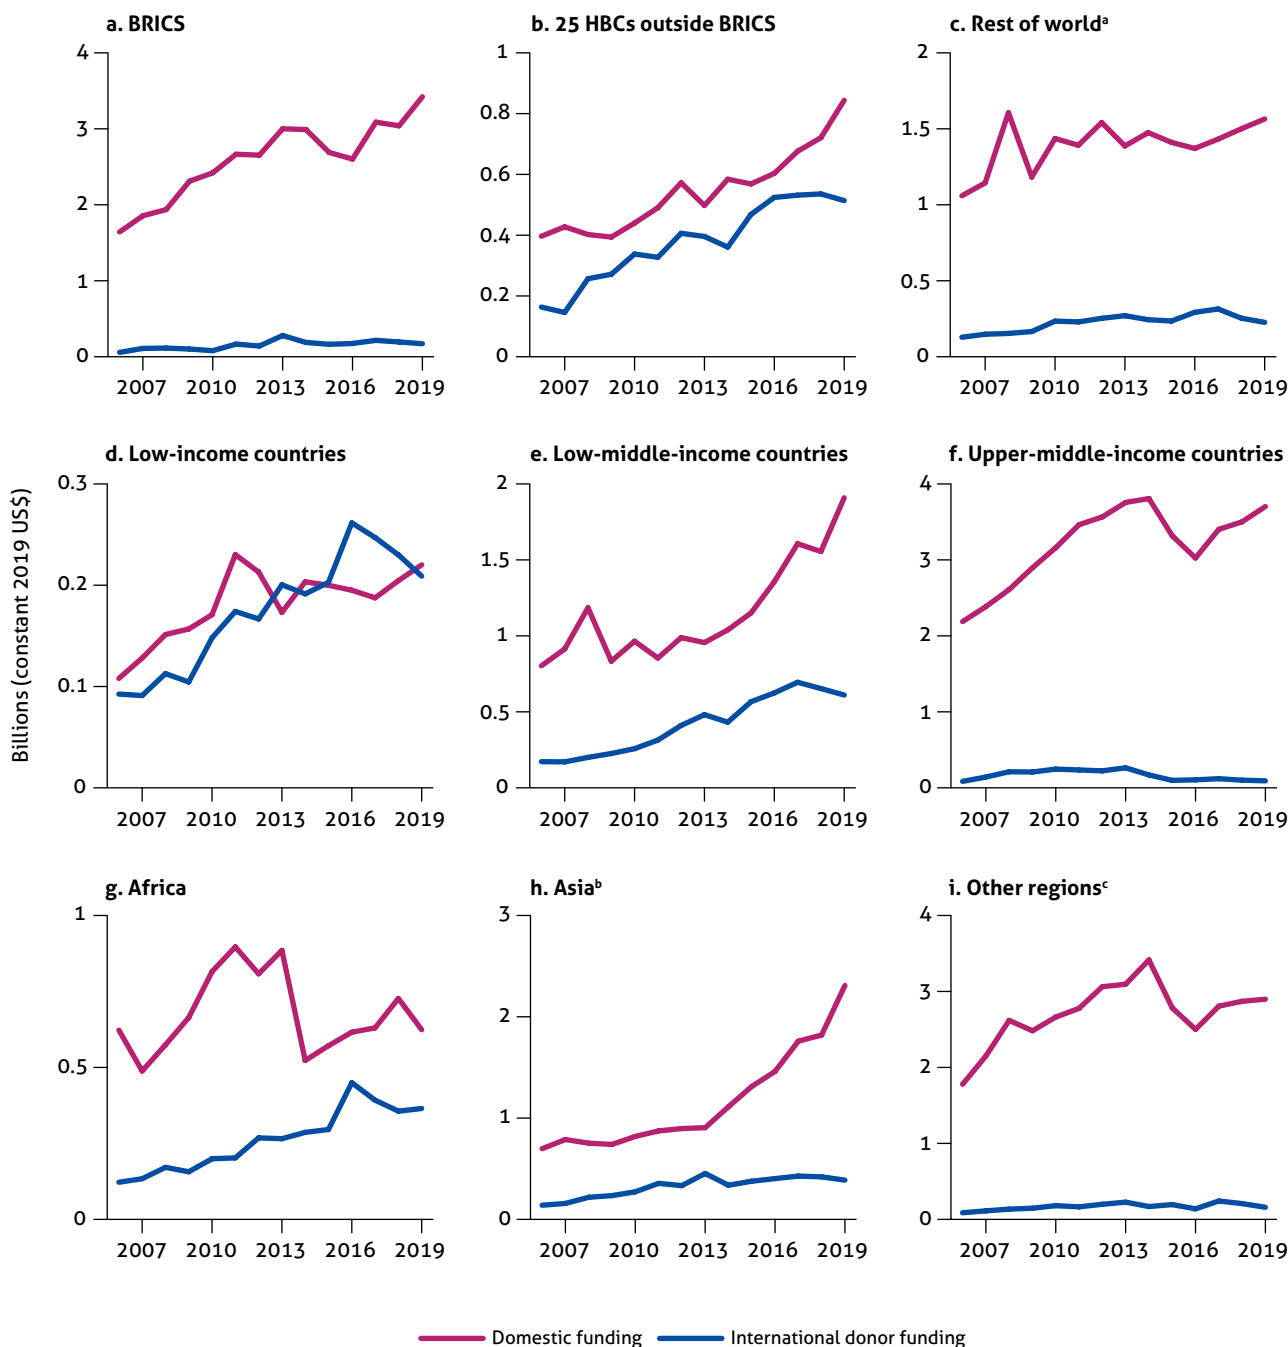 a. BRICS
4
3
2
1
0
2007 2010 2013 2016 2019
b. 25 HBCs outside BRICS
1
0.8
0.6
0.4
0.2
0
2007 2010 2013 2016 2019
c. Rest of worldᵃ
2
1.5
1
0.5
0
2007 2010 2013 2016 2019
Billions (constant 2019 US$)
d. Low-income countries
0.3
0.2
0.1
0
2007 2010 2013 2016 2019
e. Low-middle-income countries
2
1.5
1
0.5
0
2007 2010 2013 2016 2019
f. Upper-middle-income countries
4
3
2
1
0
2007 2010 2013 2016 2019
g. Africa
1
0.5
0
2007 2010 2013 2016 2019
h. Asiaᵇ
3
2
1
0
2007 2010 2013 2016 2019
i. Other regionsᶜ
4
3
2
1
0
2007 2010 2013 2016 2019
Domestic funding International donor funding